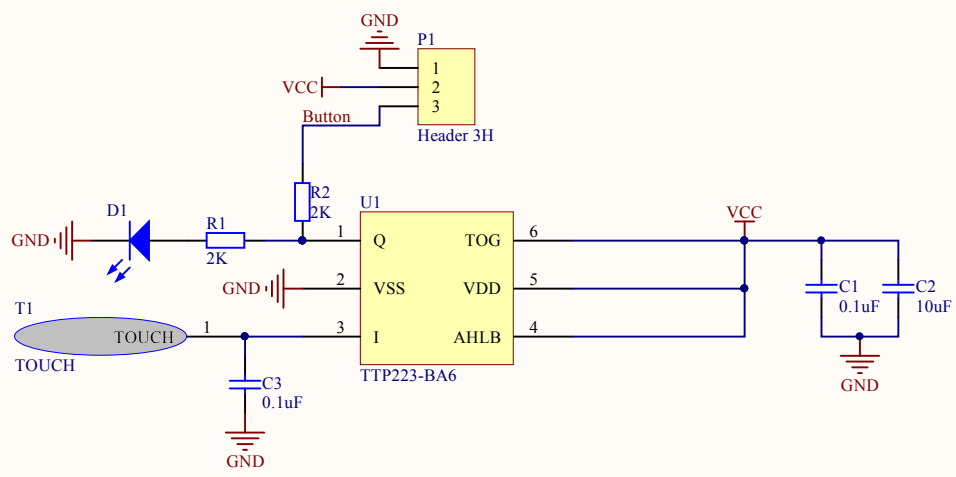 GND
P1
1
VCC 2
3
Button
Header 3H
R2
2K
U1
D1
R1
2K
GND
VCC
1 Q TOG 6
GND 2 VSS VDD 5
C1
0.1uF
C2
10uF
T1
TOUCH 1
3 I AHLB 4
TOUCH
TTP223-BA6
C3
0.1uF
GND
GND